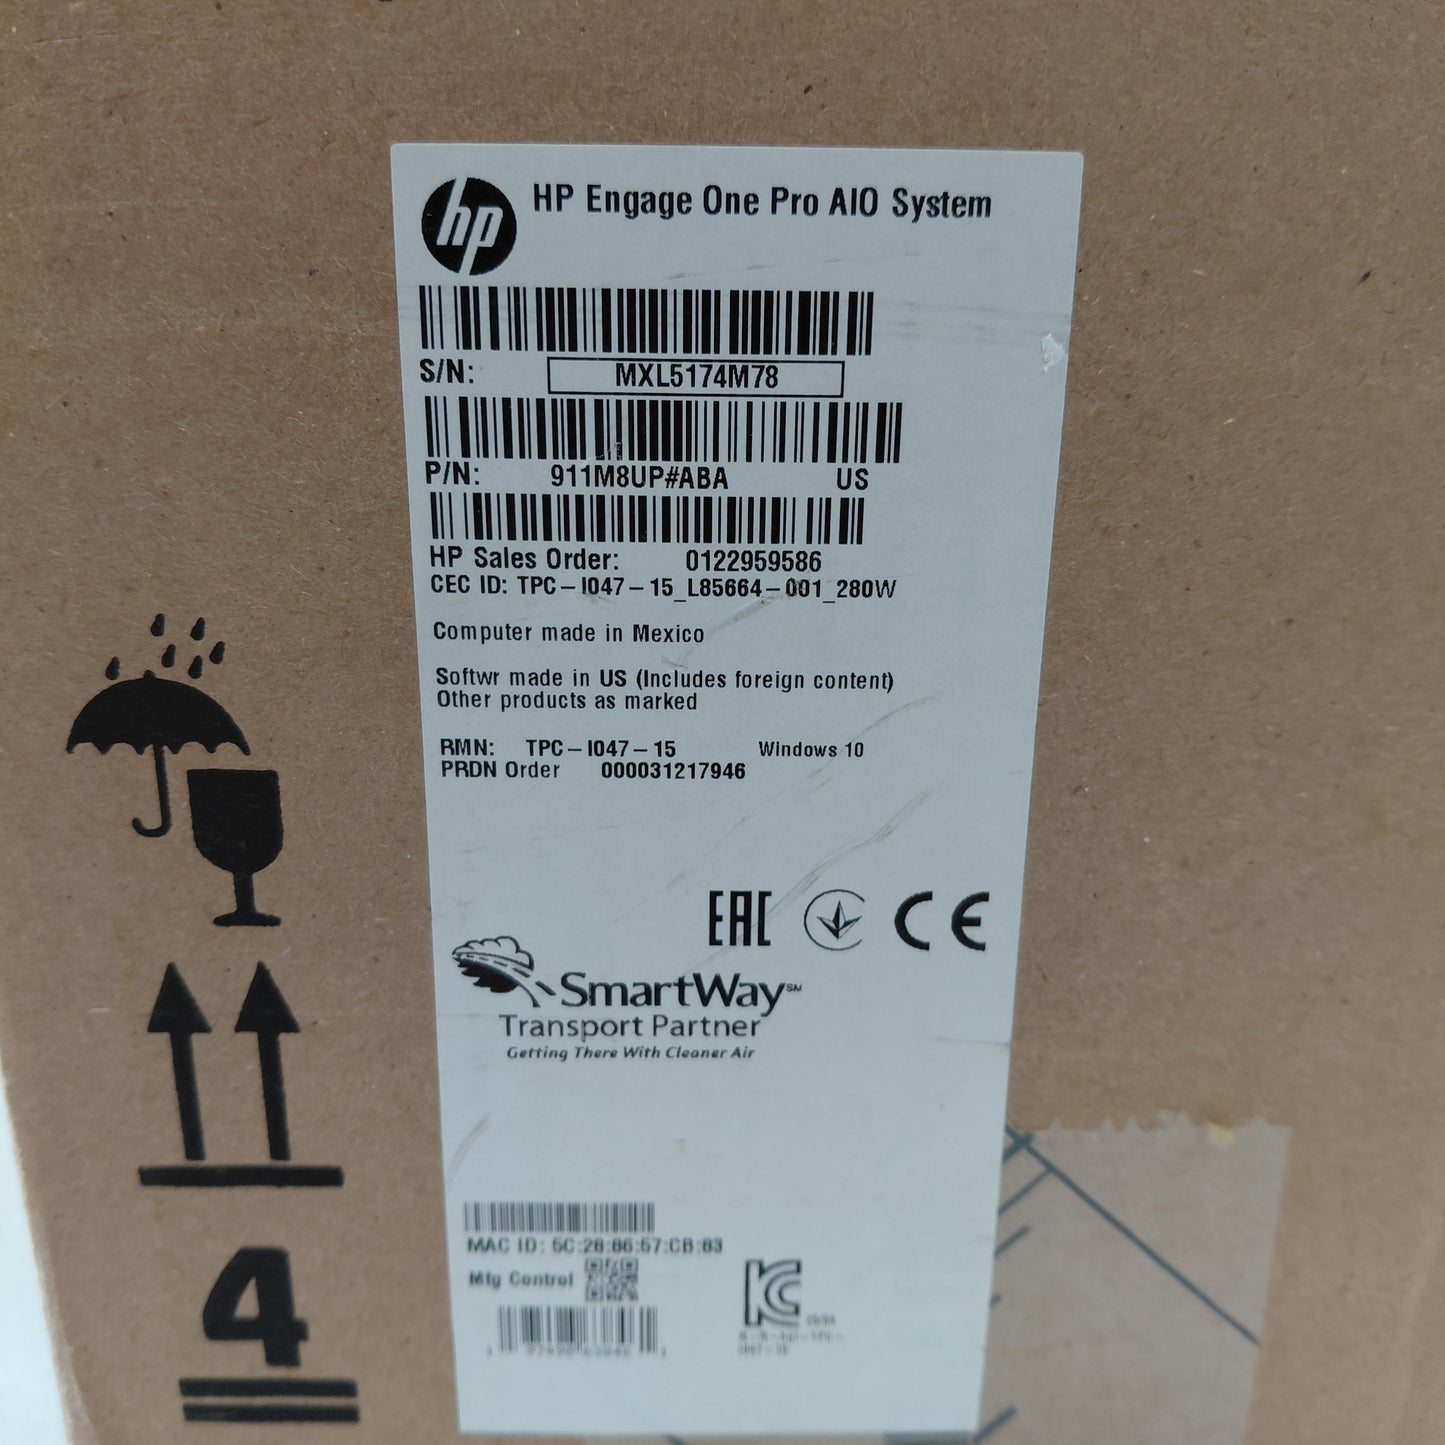 hp HP Engage One Pro AIO System
S/N: MXL5174M78
P/N: 911M8UP#ABA US
HP Sales Order: 0122959586
CEC ID: TPC-I047-15_L85664-001_280W
Computer made in Mexico
Softwr made in US (Includes foreign content)
Other products as marked
RMN: TPC-I047-15 Windows 10
PRDN Order 000031217946
EAC CE
SmartWay℠
Transport Partner
Getting There With Cleaner Air
MAC ID: 5C:28:86:57:CB:83
Mfg Control
KC
4